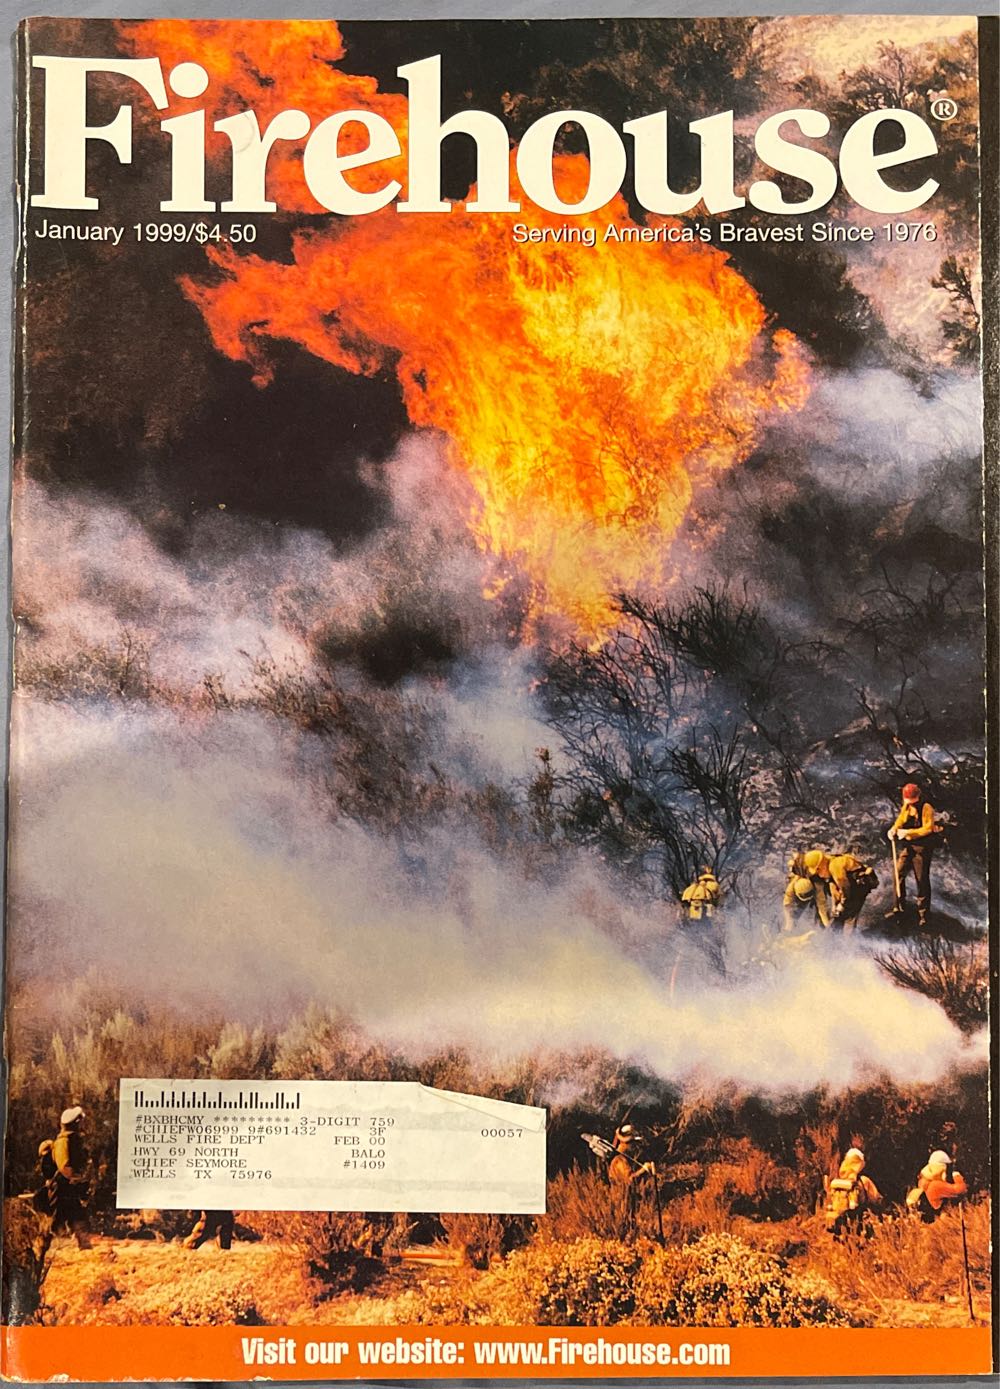 Firehouse®
January 1999/$4.50
Serving America's Bravest Since 1976
#BXBHCMY ********* 3-DIGIT 759
#CHIEFW06999 9#691432 3F 00057
WELLS FIRE DEPT FEB 00
HWY 69 NORTH BAL0
CHIEF SEYMORE #1409
WELLS TX 75976
Visit our website: www.Firehouse.com